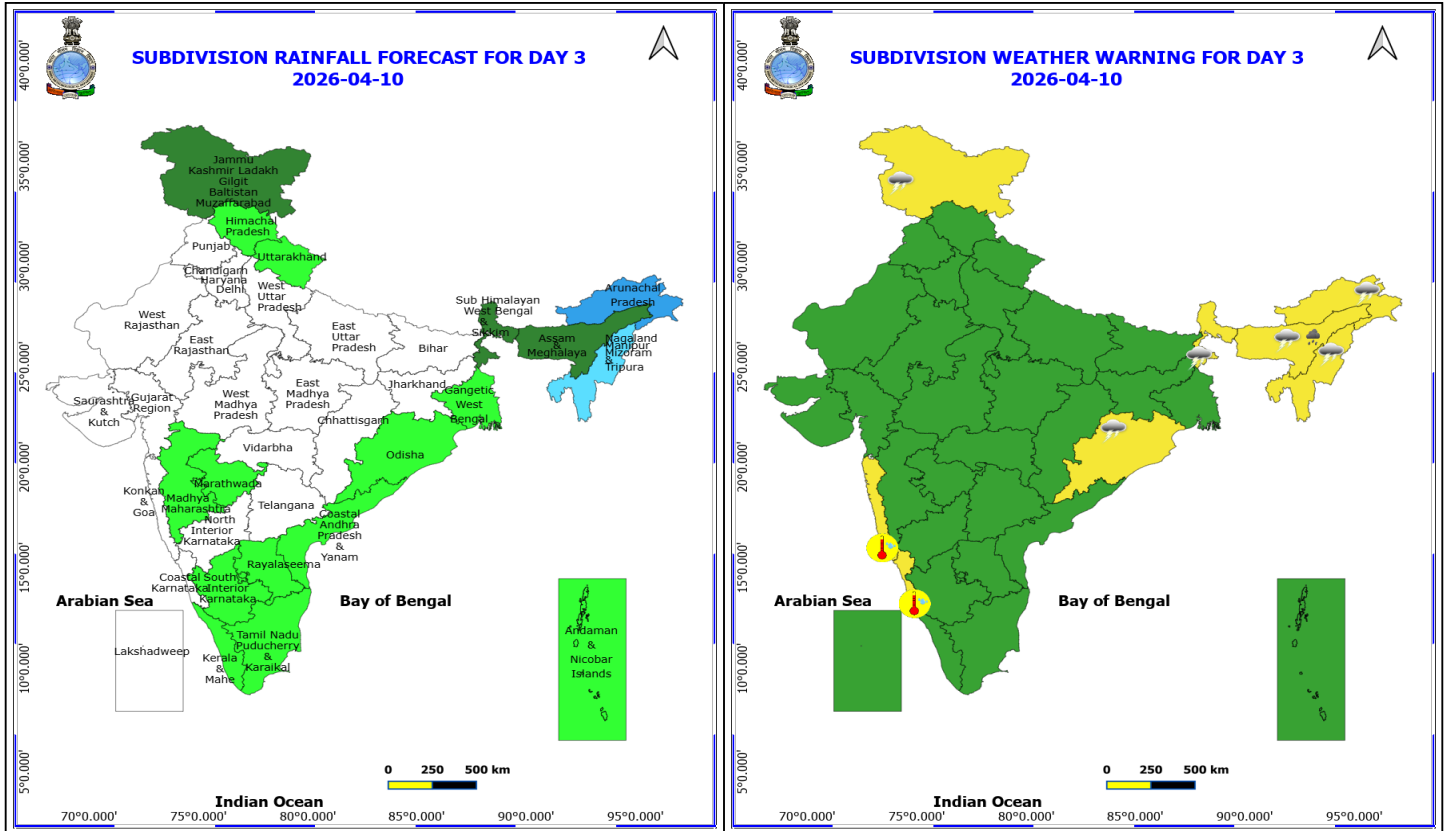 SUBDIVISION RAINFALL FORECAST FOR DAY 3
2026-04-10
40°0.000'
35°0.000'
30°0.000'
25°0.000'
20°0.000'
15°0.000'
10°0.000'
5°0.000'
Jammu
Kashmir Ladakh
Gilgit
Baltistan
Muzaffarabad
Himachal
Pradesh
Punjab
Uttarakhand
Chandigarh
Haryana
Delhi
West
Uttar
Pradesh
West
Rajasthan
East
Rajasthan
East
Uttar
Pradesh
Bihar
Sub Himalayan
West Bengal
&
Sikkim
Arunachal
Pradesh
Assam
&
Meghalaya
Nagaland
Manipur
Mizoram
&
Tripura
Saurashtra
&
Kutch
Gujarat
Region
West
Madhya
Pradesh
East
Madhya
Pradesh
Jharkhand
Gangetic
West
Bengal
Chhattisgarh
Odisha
Vidarbha
Konkan
&
Goa
Madhya
Maharashtra
Marathwada
Telangana
North
Interior
Karnataka
Coastal
Andhra
Pradesh
&
Yanam
Rayalaseema
Coastal
Karnataka
South
Interior
Karnataka
Arabian Sea
Bay of Bengal
Lakshadweep
Kerala
&
Mahe
Tamil Nadu
Puducherry
&
Karaikal
Andaman
&
Nicobar
Islands
0 250 500 km
Indian Ocean
70°0.000' 75°0.000' 80°0.000' 85°0.000' 90°0.000' 95°0.000'
SUBDIVISION WEATHER WARNING FOR DAY 3
2026-04-10
40°0.000'
35°0.000'
30°0.000'
25°0.000'
20°0.000'
15°0.000'
10°0.000'
5°0.000'
Arabian Sea
Bay of Bengal
0 250 500 km
Indian Ocean
70°0.000' 75°0.000' 80°0.000' 85°0.000' 90°0.000' 95°0.000'